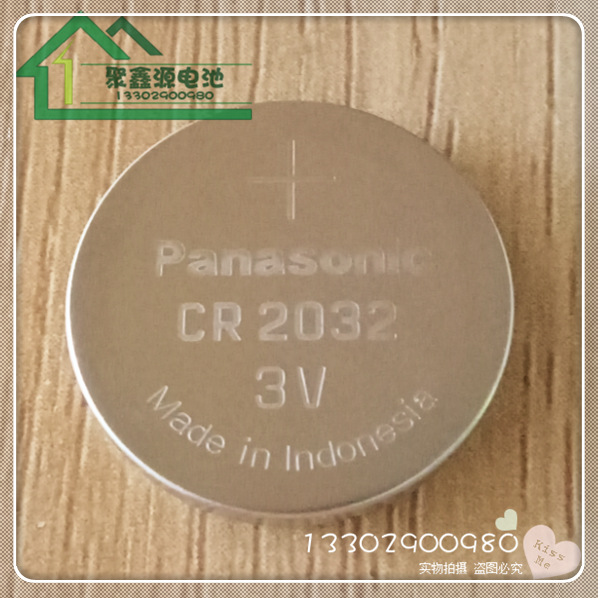 聚鑫源电池
13302900980
+
Panasonic
CR 2032
3V
Made in Indonesia
13302900980
实物拍摄 盗图必究
Kiss
Me